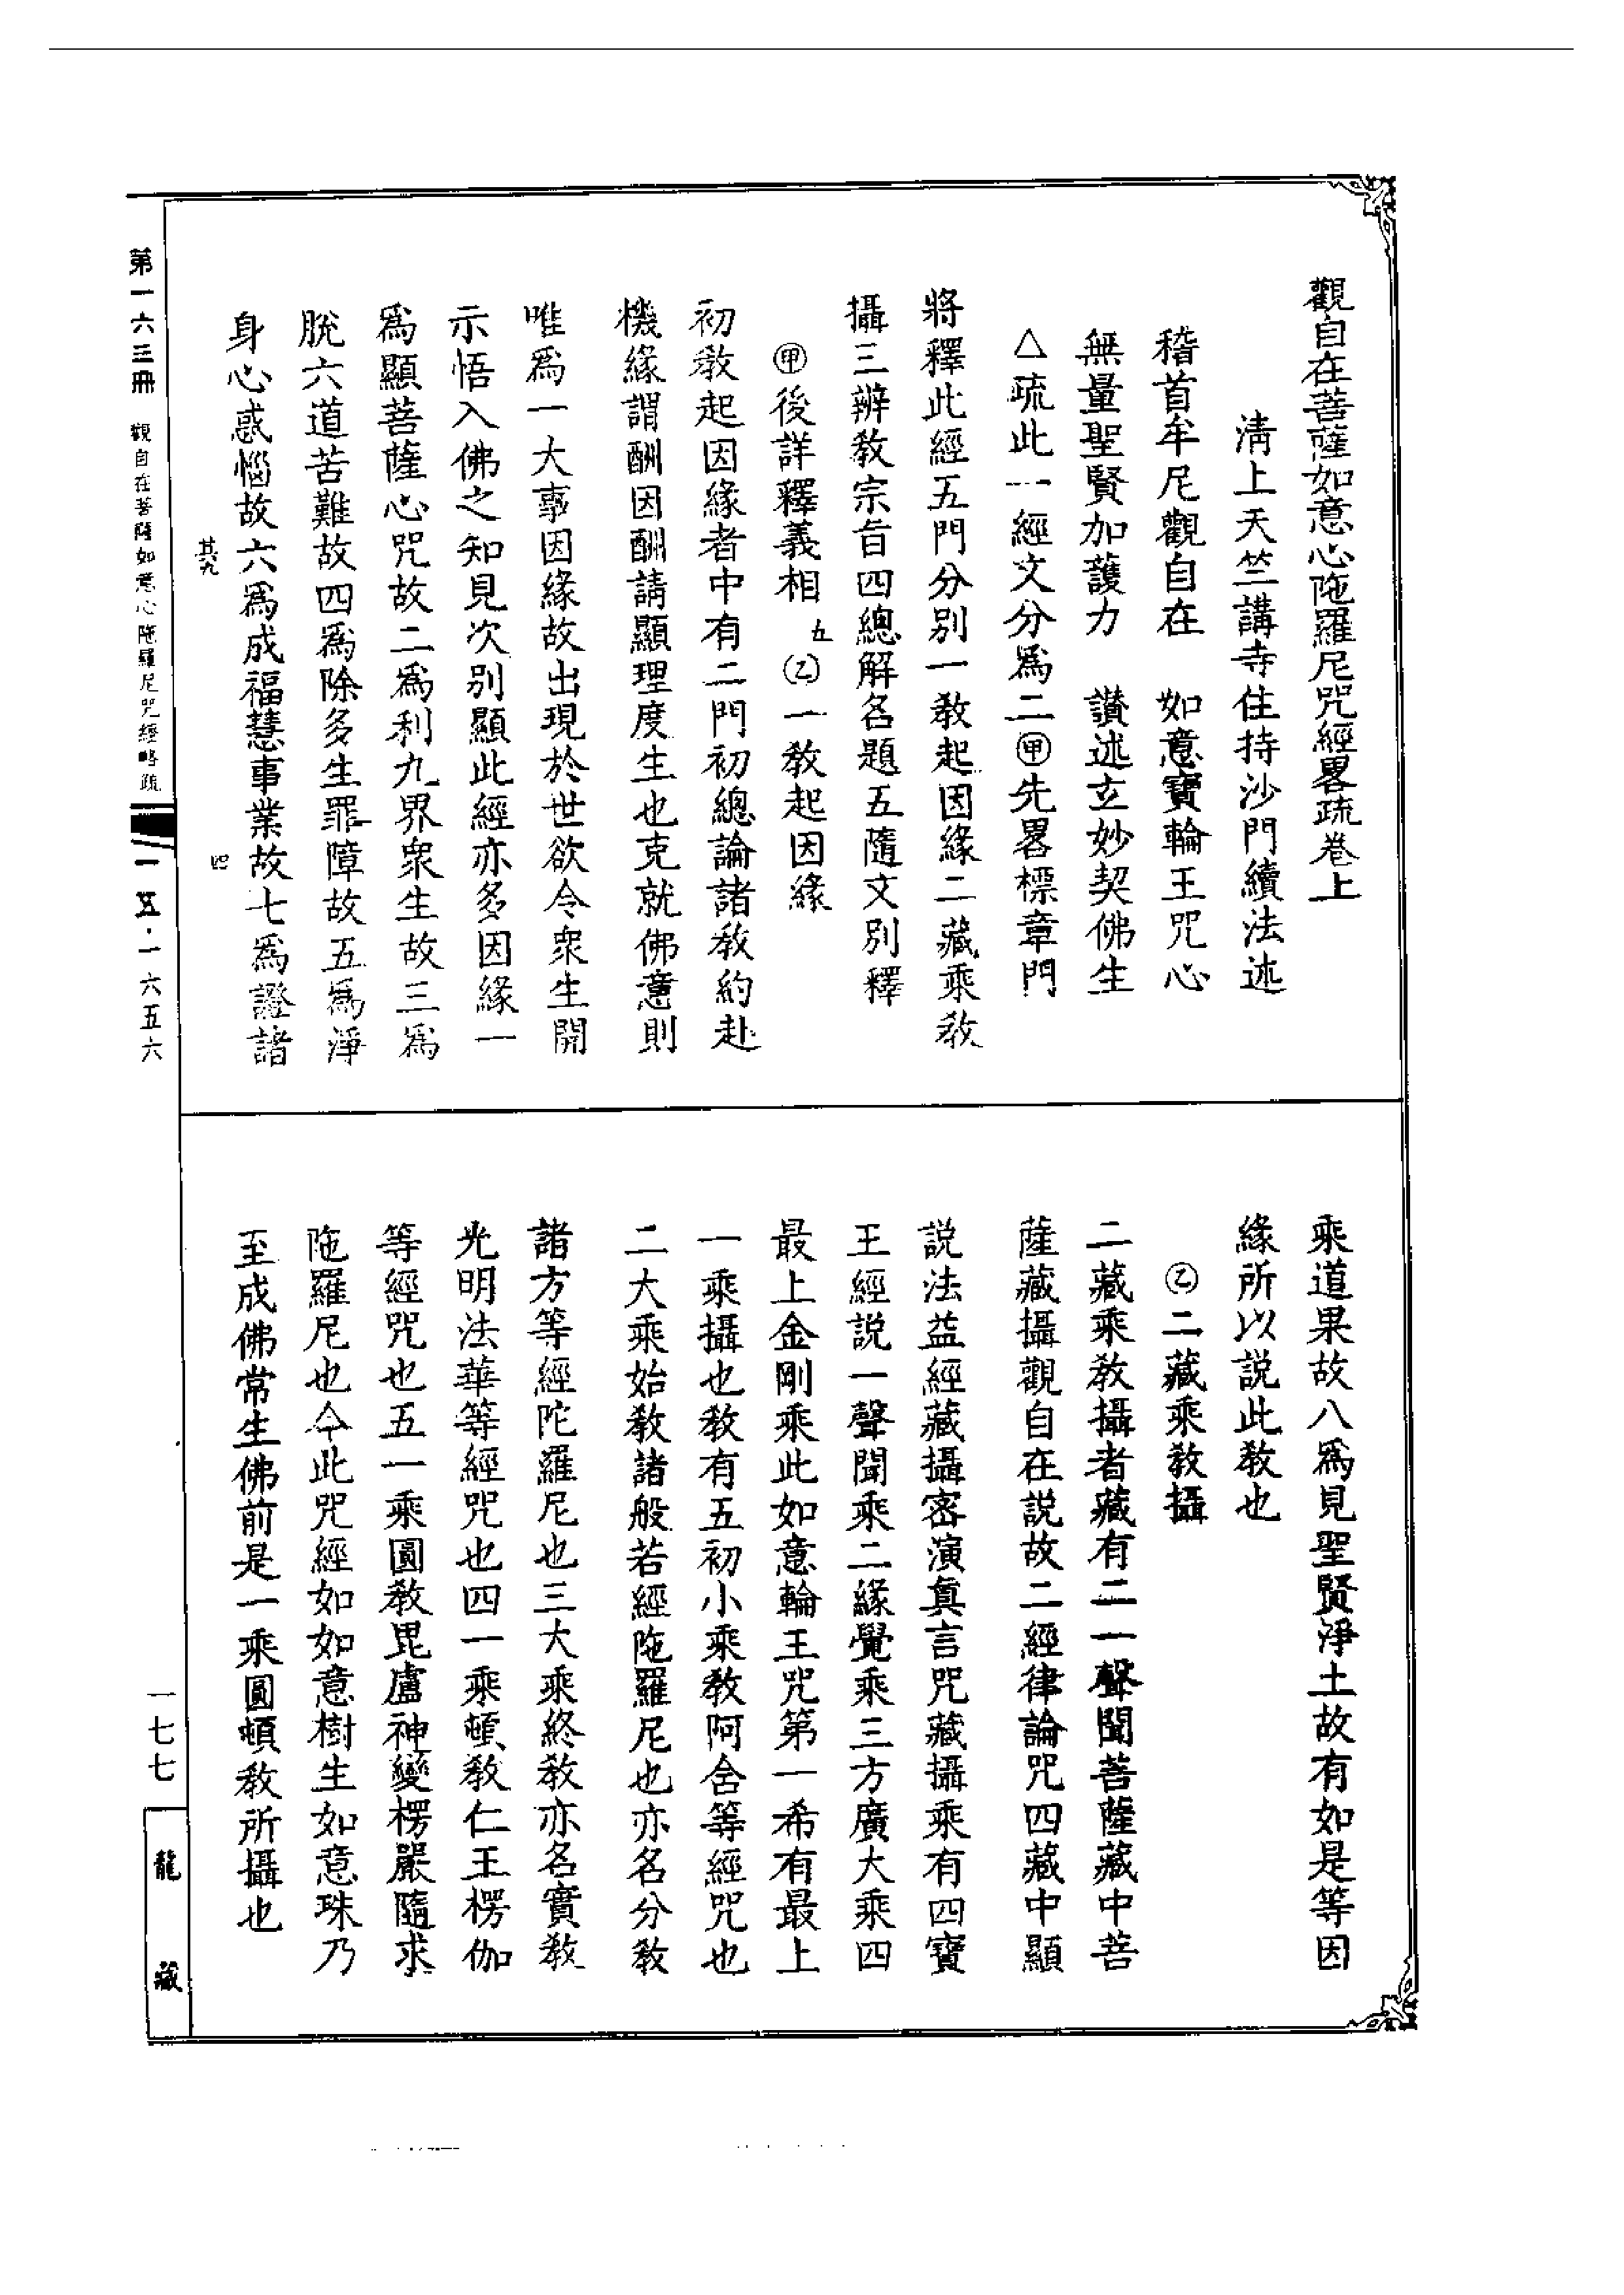 觀自在菩薩如意心陁羅尼咒經畧疏卷上
清上天竺講寺住持沙門續法述
稽首牟尼觀自在　如意寶輪王咒心
無量聖賢加護力　讃述玄妙契佛生
△疏此一經文分爲二㊙甲先畧標章門
將釋此經五門分別一教起因緣二藏乘教
攝三辦教宗旨四總解名題五隨文別釋
甲後詳釋義相五乙一教起因緣
初教起因緣者中有二門初總論諸教約赴
機緣謂酬因酬請顯理度生也克就佛意則
唯爲一大事因緣故出現於世欲令衆生開
示悟入佛之知見次別顯此經亦多因緣一
爲顯菩薩心咒故二爲利九界衆生故三爲
脫六道苦難故四爲除多生罪障故五爲淨
身心惑惱故六爲成福慧事業故七爲證諸
其九
四
乘道果故八爲見聖賢淨土故有如是等因
緣所以說此教也
乙二藏乘教攝
二藏乘教攝者藏有二一聲聞菩薩藏中菩
薩藏攝觀自在說故二經律論咒四藏中顯
說法益經藏攝密演眞言咒藏攝乘有四寶
王經說一聲聞乘二緣覺乘三方廣大乘四
最上金剛乘此如意輪王咒第一希有最上
一乘攝也教有五初小乘教阿含等經咒也
二大乘始教諸般若經陁羅尼也亦名分教
諸方等經陀羅尼也三大乘終教亦名實教
光明法華等經咒也四一乘頓教仁王楞伽
等經咒也五一乘圓教毘盧神變楞嚴隨求
陁羅尼也今此咒經如如意樹生如意珠乃
至成佛常生佛前是一乘圓頓教所攝也
第一六三冊　觀自在菩薩如意心陁羅尼咒經略疏
一五·一六五六
一七七
龍藏